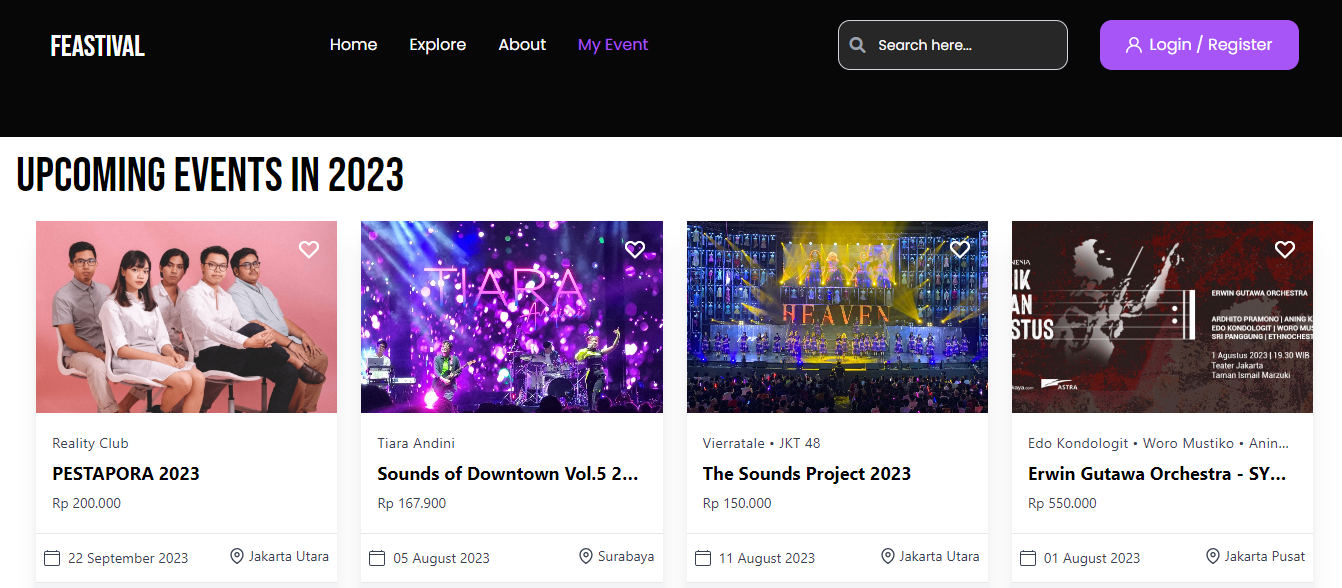 FEASTIVAL
Home
Explore
About
My Event
Search here...
Login / Register
UPCOMING EVENTS IN 2023
TIARA
Andini
HEAVEN
NESIA
SIK
AN
STUS
ERWIN GUTAWA ORCHESTRA
ARDHITO PRAMONO | ANING K
EDO KONDOLOGIT | WORO MUS
SRI PANGGUNG | ETHNOCHEST
1 Agustus 2023 | 19.30 WIB
Teater Jakarta
Taman Ismail Marzuki
kaya.com
ASTRA
Reality Club
PESTAPORA 2023
Rp 200.000
22 September 2023
Jakarta Utara
Tiara Andini
Sounds of Downtown Vol.5 2...
Rp 167.900
05 August 2023
Surabaya
Vierratale • JKT 48
The Sounds Project 2023
Rp 150.000
11 August 2023
Jakarta Utara
Edo Kondologit • Woro Mustiko • Anin...
Erwin Gutawa Orchestra - SY...
Rp 550.000
01 August 2023
Jakarta Pusat